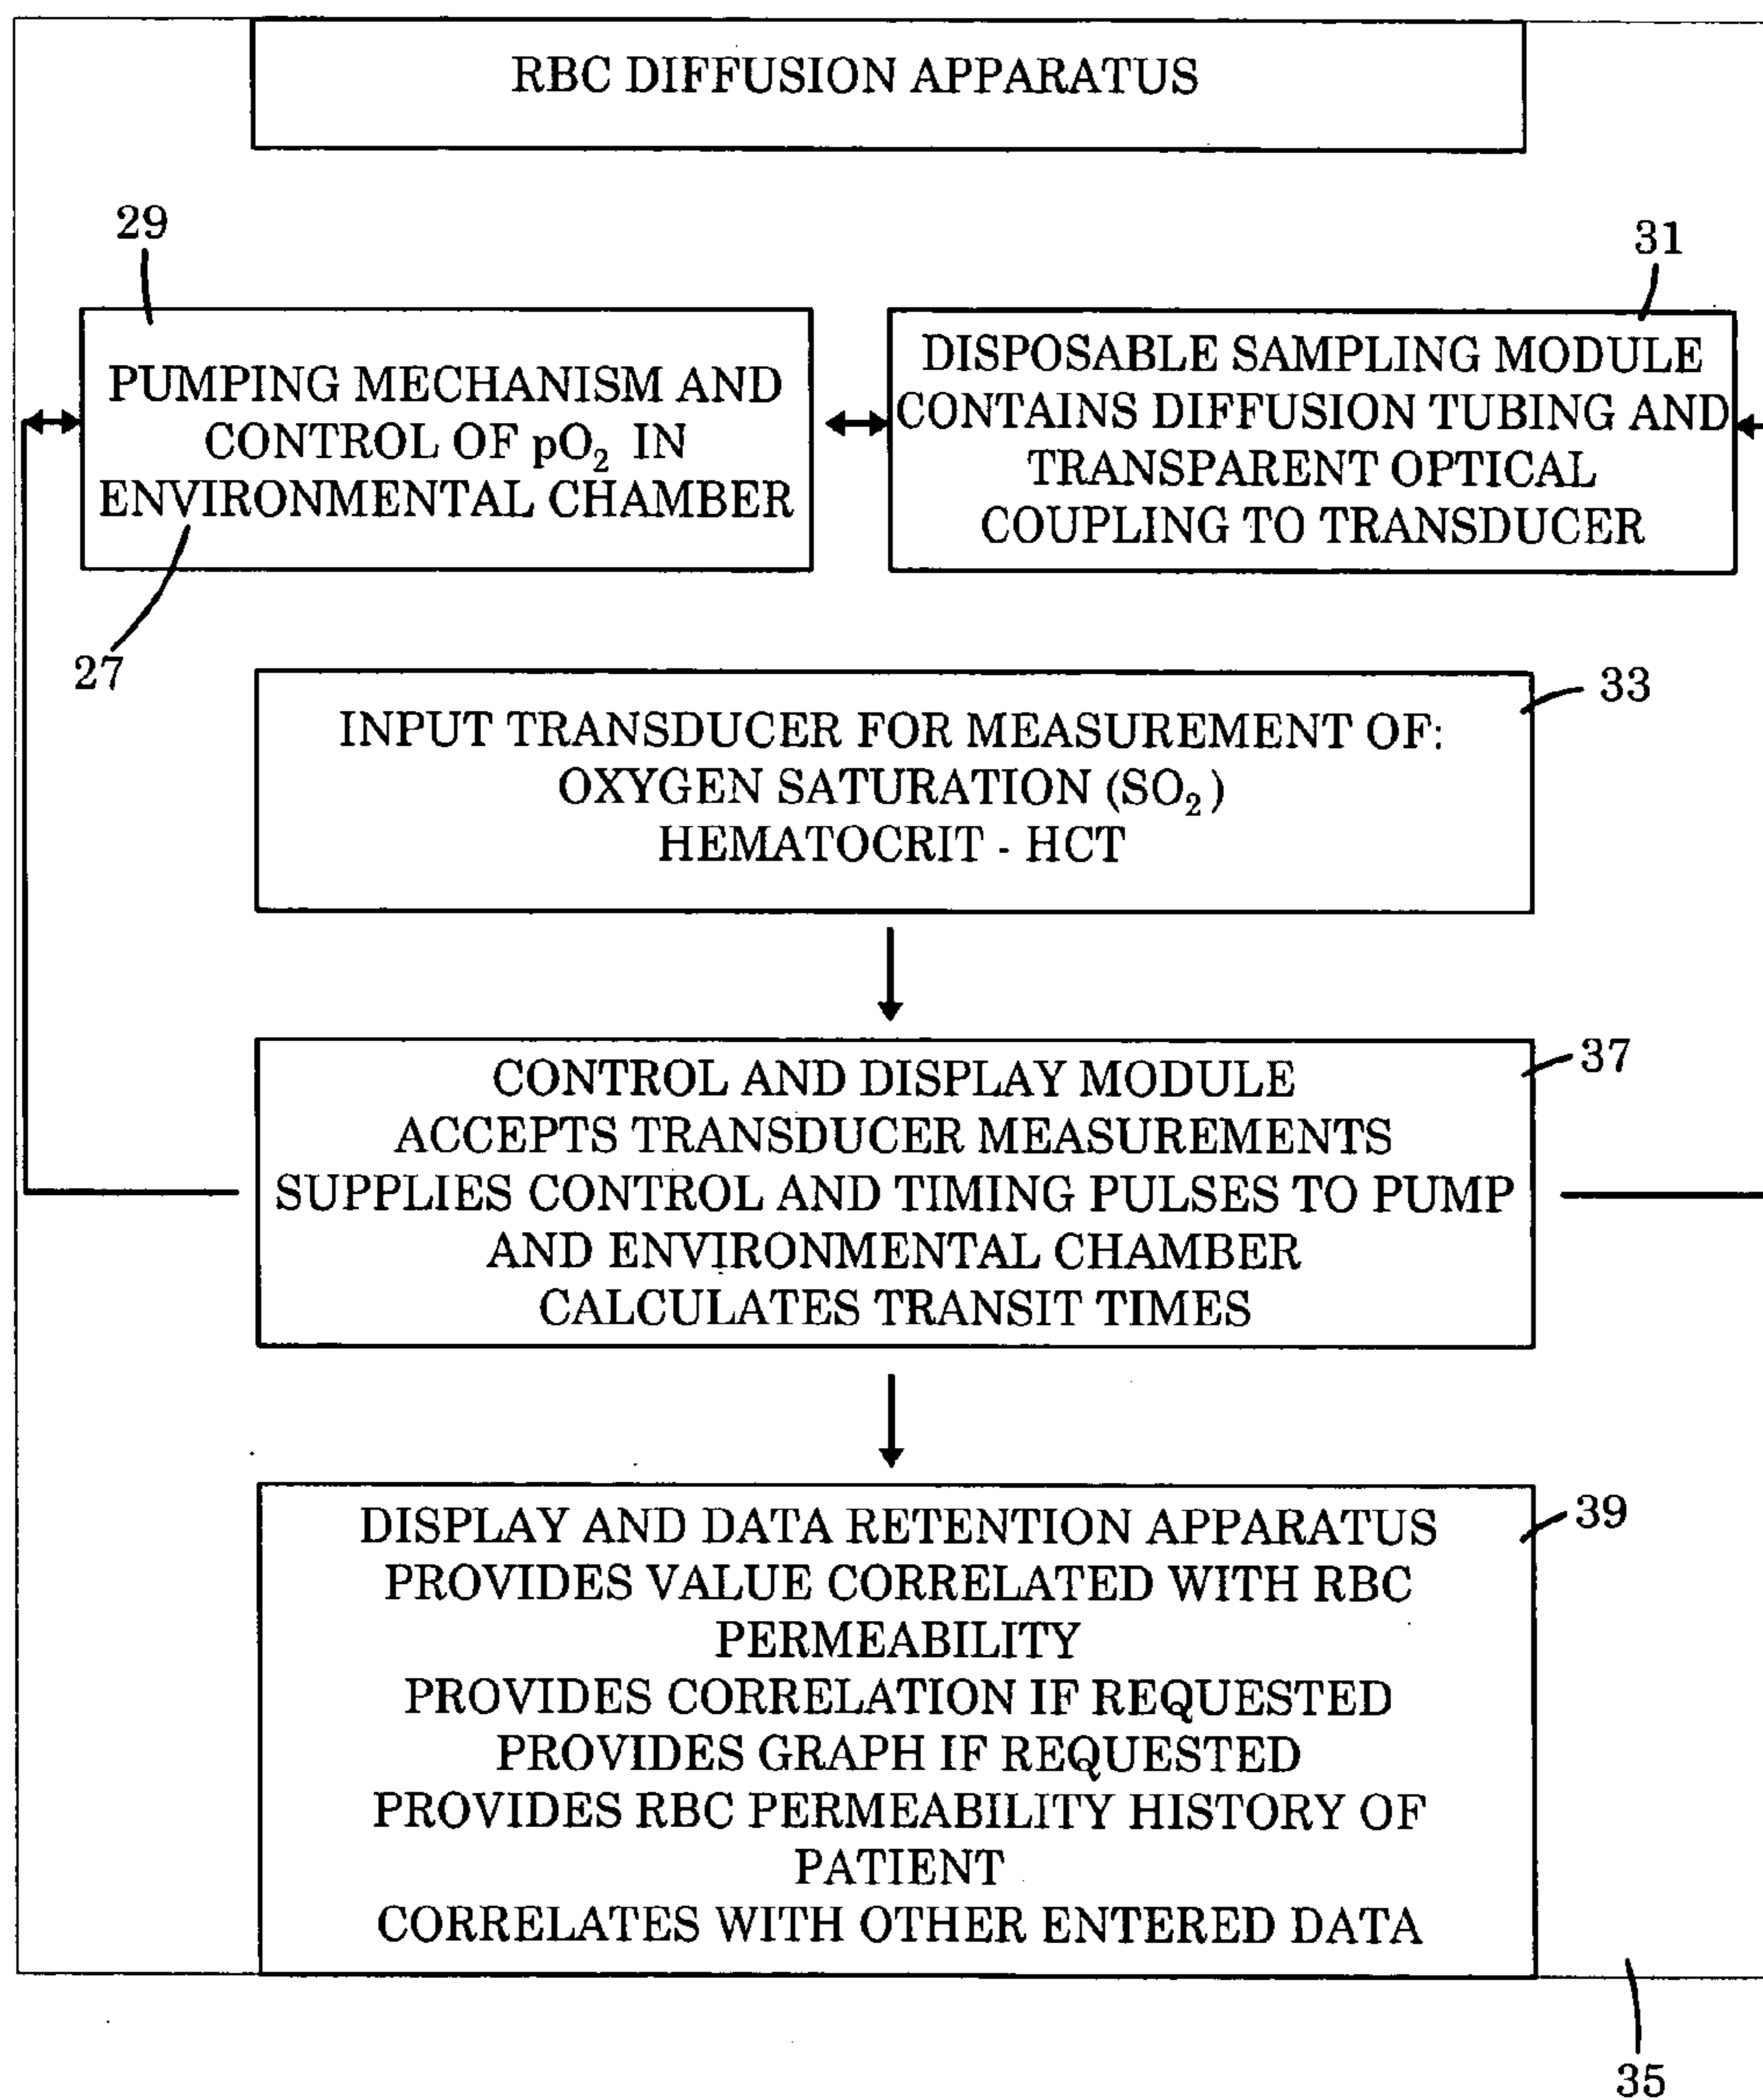 RBC DIFFUSION APPARATUS
29
31
PUMPING MECHANISM AND
CONTROL OF pO₂ IN
ENVIRONMENTAL CHAMBER
DISPOSABLE SAMPLING MODULE
CONTAINS DIFFUSION TUBING AND
TRANSPARENT OPTICAL
COUPLING TO TRANSDUCER
27
33
INPUT TRANSDUCER FOR MEASUREMENT OF:
OXYGEN SATURATION (SO₂)
HEMATOCRIT - HCT
37
CONTROL AND DISPLAY MODULE
ACCEPTS TRANSDUCER MEASUREMENTS
SUPPLIES CONTROL AND TIMING PULSES TO PUMP
AND ENVIRONMENTAL CHAMBER
CALCULATES TRANSIT TIMES
39
DISPLAY AND DATA RETENTION APPARATUS
PROVIDES VALUE CORRELATED WITH RBC
PERMEABILITY
PROVIDES CORRELATION IF REQUESTED
PROVIDES GRAPH IF REQUESTED
PROVIDES RBC PERMEABILITY HISTORY OF
PATIENT
CORRELATES WITH OTHER ENTERED DATA
35